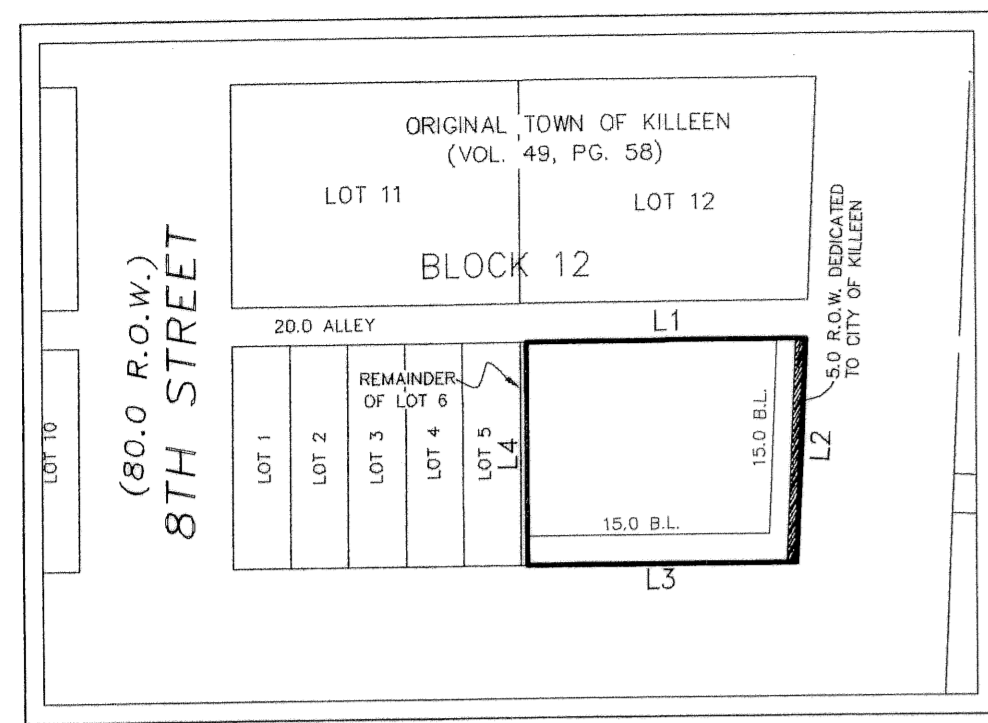 ORIGINAL TOWN OF KILLEEN
(VOL. 49, PG. 58)
LOT 11
LOT 12
BLOCK 12
5.0 R.O.W. DEDICATED
TO CITY OF KILLEEN
(80.0 R.O.W.)
8TH STREET
20.0 ALLEY
L1
REMAINDER
OF LOT 6
LOT 10
LOT 1
LOT 2
LOT 3
LOT 4
LOT 5
L4
15.0 B.L.
L2
15.0 B.L.
L3